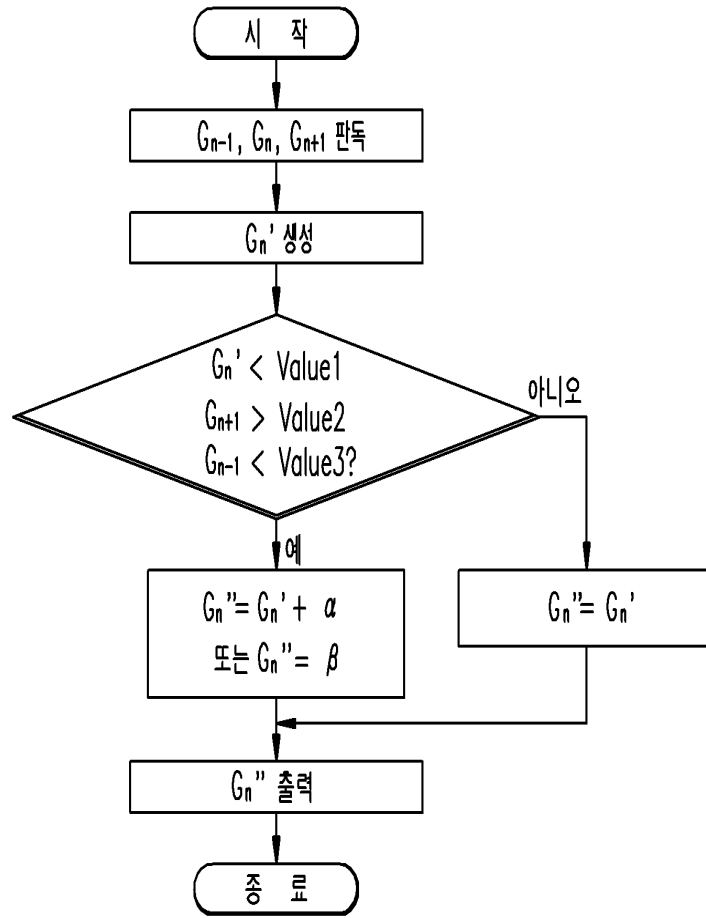 시 작
Gn-1, Gn, Gn+1 판독
Gn' 생성
Gn' < Value1
Gn+1 > Value2
Gn-1 < Value3?
아니오
예
Gn''= Gn' + α
또는 Gn''= β
Gn''= Gn'
Gn'' 출력
종 료